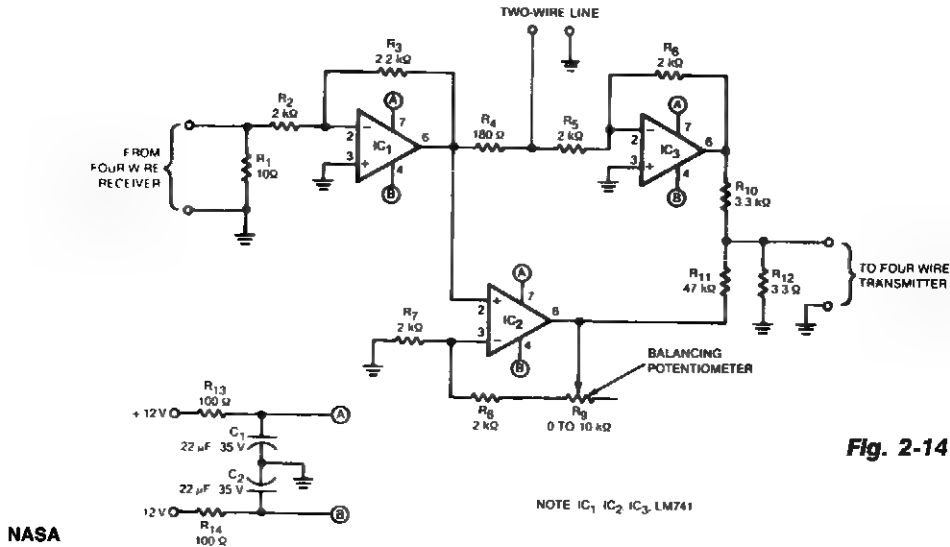 TWO-WIRE LINE
R3
2.2 kΩ
R6
2 kΩ
R2
2 kΩ
A
7
2
−
IC1
6
3
+
4
B
R4
180 Ω
R5
2 kΩ
A
7
2
−
IC3
6
3
+
4
B
FROM
FOUR WIRE
RECEIVER
R1
10Ω
R10
3.3 kΩ
R11
47 kΩ
R12
3.3 Ω
TO FOUR WIRE
TRANSMITTER
A
7
2
+
IC2
6
3
−
4
B
R7
2 kΩ
BALANCING
POTENTIOMETER
R6
2 kΩ
R9
0 TO 10 kΩ
R13
100 Ω
+ 12V
A
C1
22 µF 35 V
C2
22 µF 35 V
12V
B
R14
100 Ω
NOTE IC1 IC2 IC3. LM741
Fig. 2-14
NASA